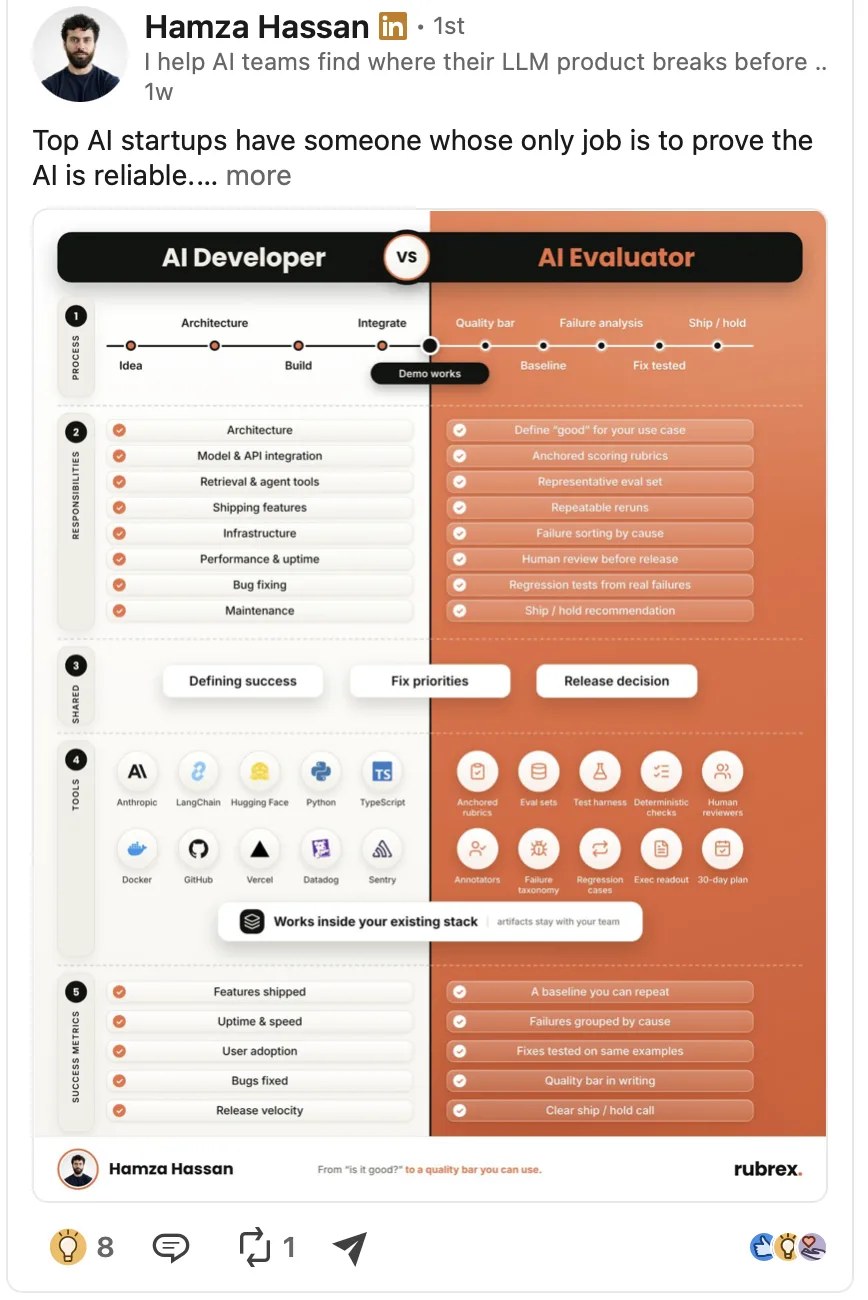 Hamza Hassan in • 1st
I help AI teams find where their LLM product breaks before ..
1w
Top AI startups have someone whose only job is to prove the
AI is reliable.... more
AI Developer
VS
AI Evaluator
1
PROCESS
Architecture
Integrate
Idea
Build
Demo works
Quality bar
Failure analysis
Ship / hold
Baseline
Fix tested
2
RESPONSIBILITIES
Architecture
Model & API integration
Retrieval & agent tools
Shipping features
Infrastructure
Performance & uptime
Bug fixing
Maintenance
Define “good” for your use case
Anchored scoring rubrics
Representative eval set
Repeatable reruns
Failure sorting by cause
Human review before release
Regression tests from real failures
Ship / hold recommendation
3
SHARED
Defining success
Fix priorities
Release decision
4
TOOLS
A\
Anthropic
LangChain
Hugging Face
Python
TS
TypeScript
Docker
GitHub
Vercel
Datadog
Sentry
Anchored
rubrics
Eval sets
Test harness
Deterministic
checks
Human
reviewers
Annotators
Failure
taxonomy
Regression
cases
Exec readout
30-day plan
Works inside your existing stack
artifacts stay with your team
5
SUCCESS METRICS
Features shipped
Uptime & speed
User adoption
Bugs fixed
Release velocity
A baseline you can repeat
Failures grouped by cause
Fixes tested on same examples
Quality bar in writing
Clear ship / hold call
Hamza Hassan
From “is it good?” to a quality bar you can use.
rubrex.
8
1